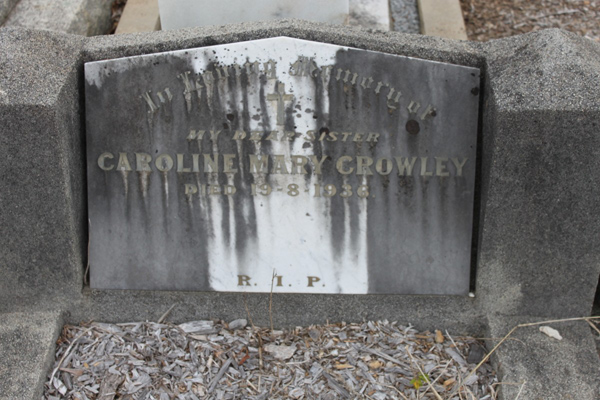 In Loving Memory of
MY DEAR SISTER
CAROLINE MARY CROWLEY
DIED 19-8-1936.
R. I. P.